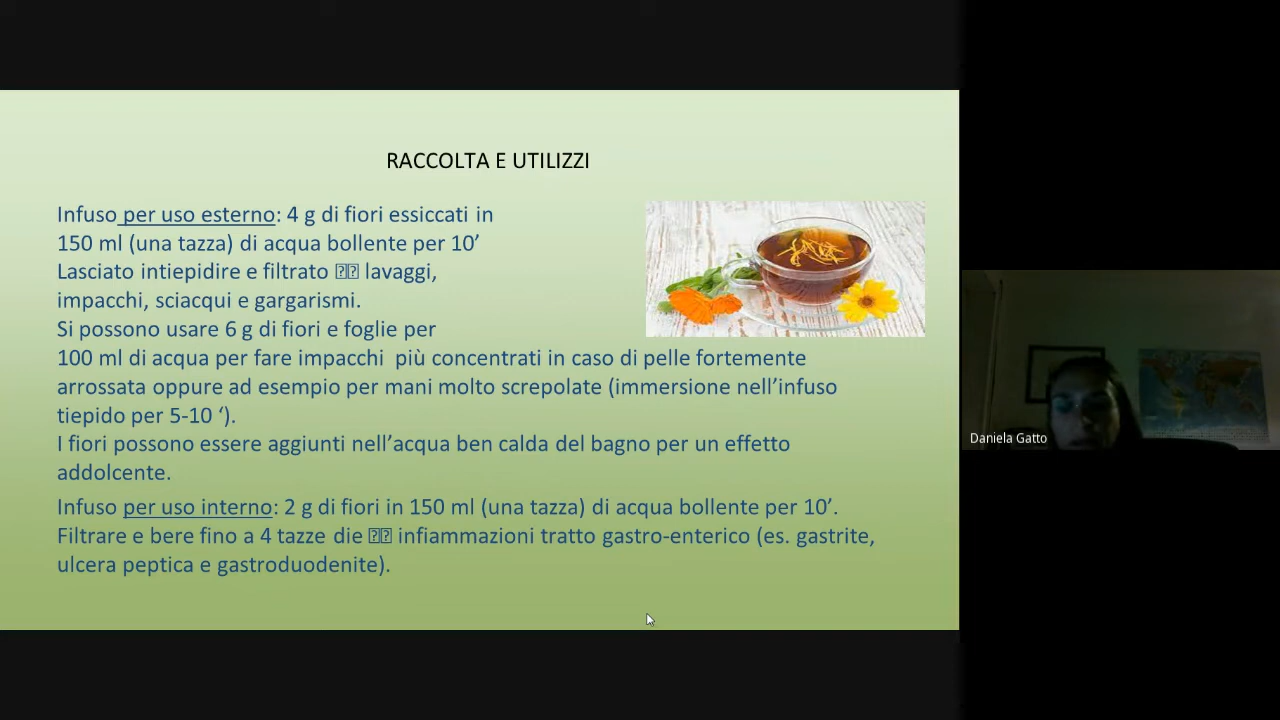 RACCOLTA E UTILIZZI
Infuso per uso esterno: 4 g di fiori essiccati in
150 ml (una tazza) di acqua bollente per 10’
Lasciato intiepidire e filtrato lavaggi,
impacchi, sciacqui e gargarismi.
Si possono usare 6 g di fiori e foglie per
100 ml di acqua per fare impacchi più concentrati in caso di pelle fortemente
arrossata oppure ad esempio per mani molto screpolate (immersione nell’infuso
tiepido per 5-10 ‘).
I fiori possono essere aggiunti nell’acqua ben calda del bagno per un effetto
addolcente.
Infuso per uso interno: 2 g di fiori in 150 ml (una tazza) di acqua bollente per 10’.
Filtrare e bere fino a 4 tazze die infiammazioni tratto gastro-enterico (es. gastrite,
ulcera peptica e gastroduodenite).
Daniela Gatto